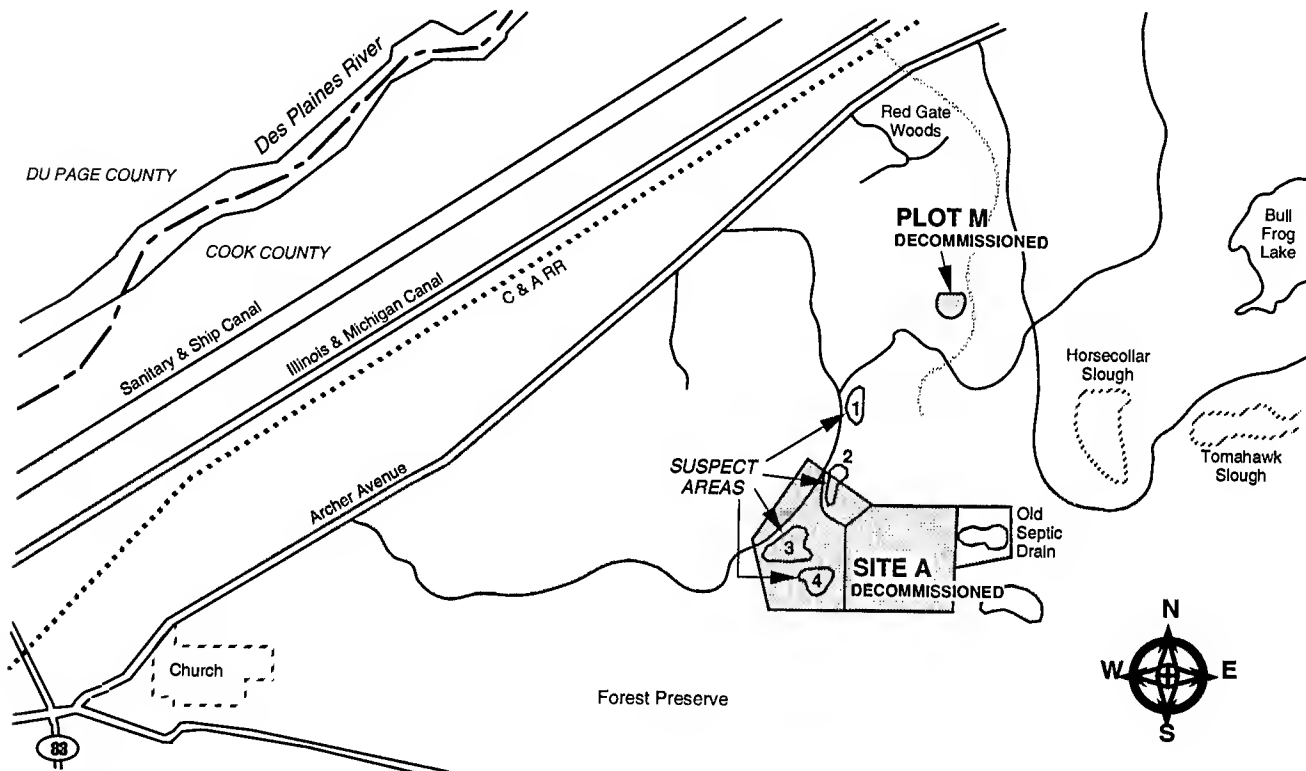 Des Plaines River
DU PAGE COUNTY
COOK COUNTY
Sanitary & Ship Canal
Illinois & Michigan Canal
C & A RR
Archer Avenue
Red Gate
Woods
PLOT M
DECOMMISSIONED
Bull
Frog
Lake
Horsecollar
Slough
Tomahawk
Slough
SUSPECT
AREAS
1
2
3
4
SITE A
DECOMMISSIONED
Old
Septic
Drain
Church
Forest Preserve
83
N
W
E
S